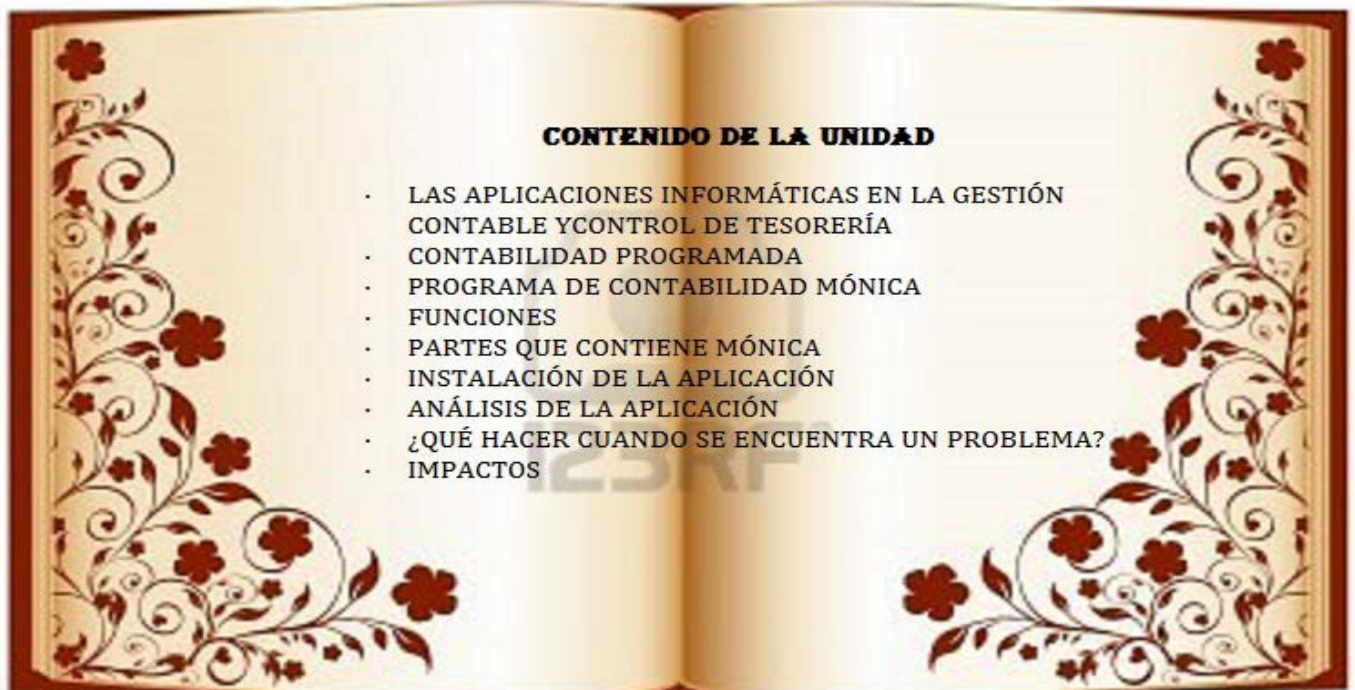 CONTENIDO DE LA UNIDAD
· LAS APLICACIONES INFORMÁTICAS EN LA GESTIÓN
CONTABLE YCONTROL DE TESORERÍA
· CONTABILIDAD PROGRAMADA
· PROGRAMA DE CONTABILIDAD MÓNICA
· FUNCIONES
· PARTES QUE CONTIENE MÓNICA
· INSTALACIÓN DE LA APLICACIÓN
· ANÁLISIS DE LA APLICACIÓN
· ¿QUÉ HACER CUANDO SE ENCUENTRA UN PROBLEMA?
· IMPACTOS
123RF